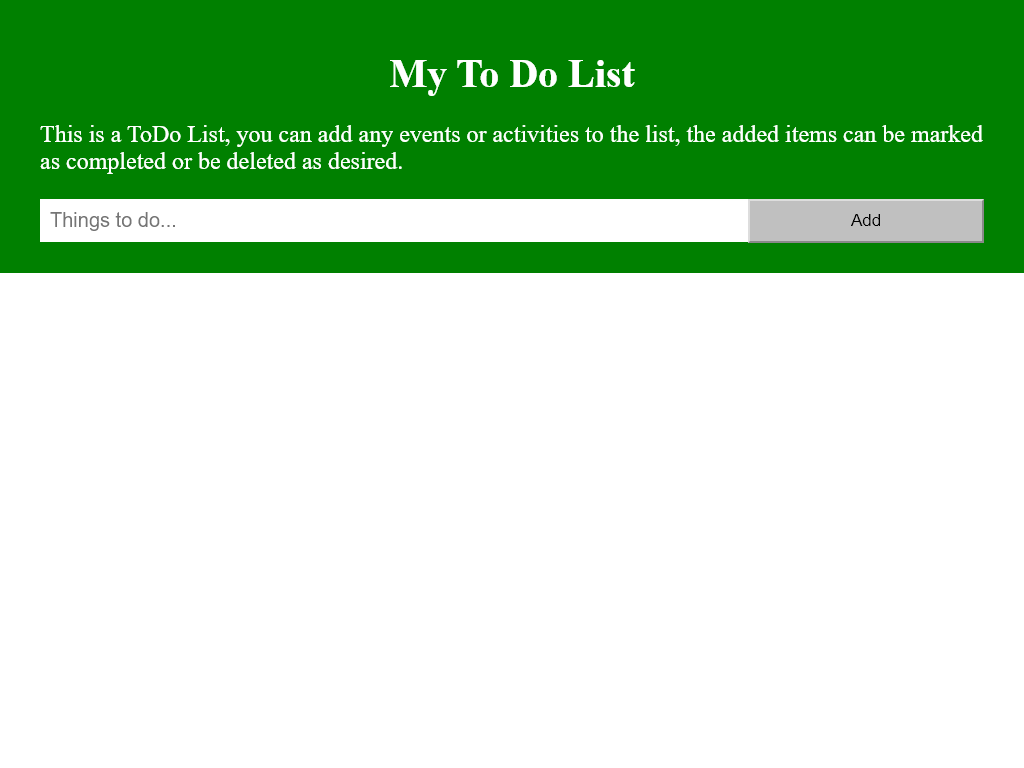 My To Do List
This is a ToDo List, you can add any events or activities to the list, the added items can be marked
as completed or be deleted as desired.
Things to do...
Add